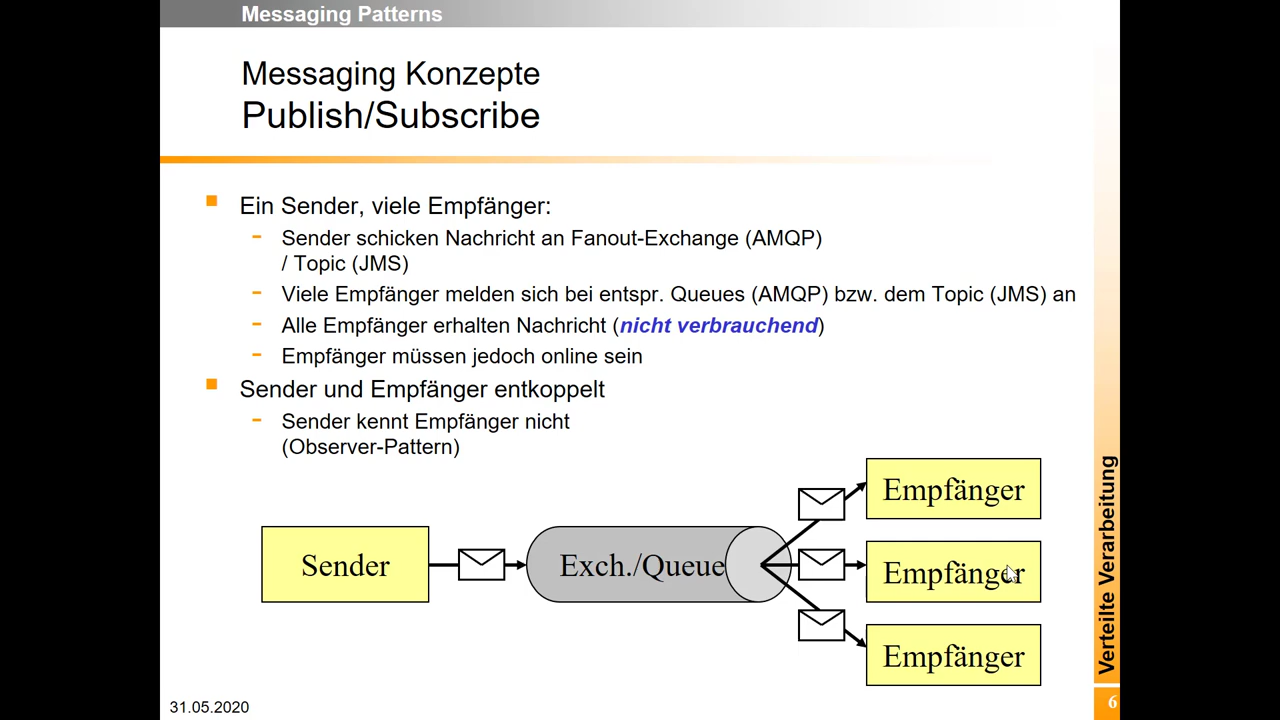 Messaging Patterns
Messaging Konzepte
Publish/Subscribe
Ein Sender, viele Empfänger:
- Sender schicken Nachricht an Fanout-Exchange (AMQP)
/ Topic (JMS)
- Viele Empfänger melden sich bei entspr. Queues (AMQP) bzw. dem Topic (JMS) an
- Alle Empfänger erhalten Nachricht (nicht verbrauchend)
- Empfänger müssen jedoch online sein
Sender und Empfänger entkoppelt
- Sender kennt Empfänger nicht
(Observer-Pattern)
Sender
Exch./Queue
Empfänger
Empfänger
Empfänger
Verteilte Verarbeitung
31.05.2020
6